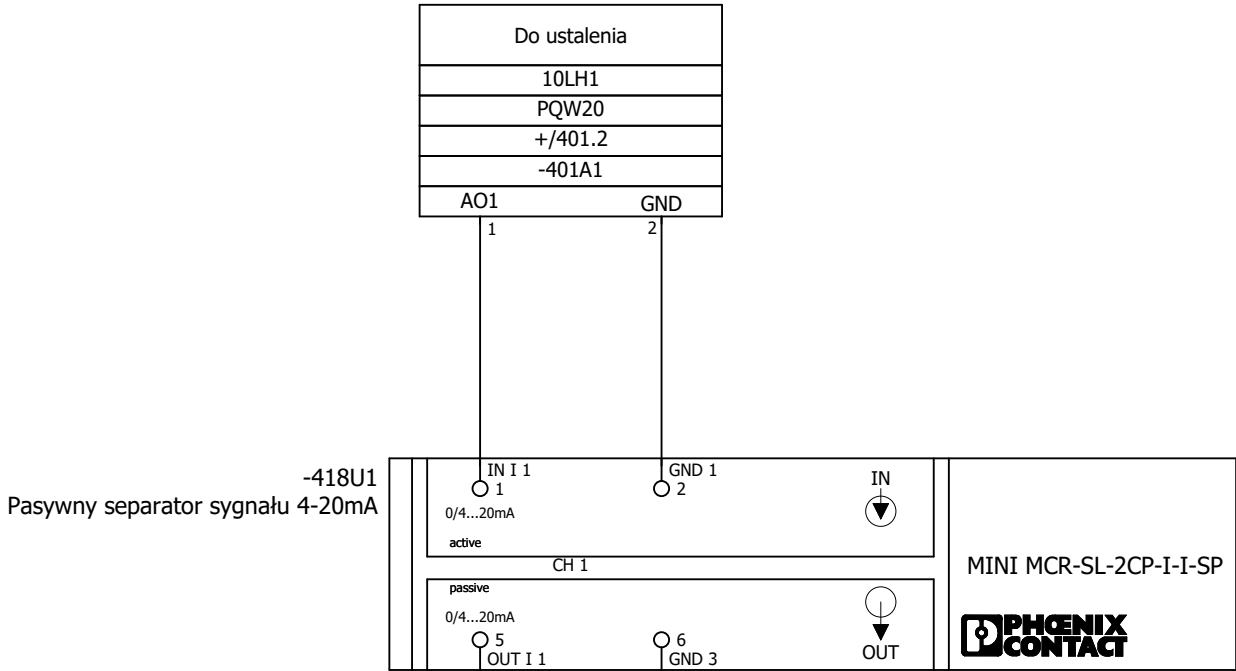 Do ustalenia
10LH1
PQW20
+/401.2
-401A1
AO1 GND
1 2
-418U1
Pasywny separator sygnału 4-20mA
IN I 1 GND 1 IN
1 2
0/4...20mA
active
CH 1
MINI MCR-SL-2CP-I-I-SP
passive
0/4...20mA
PHŒNIX
CONTACT
5 6
OUT I 1 GND 3 OUT